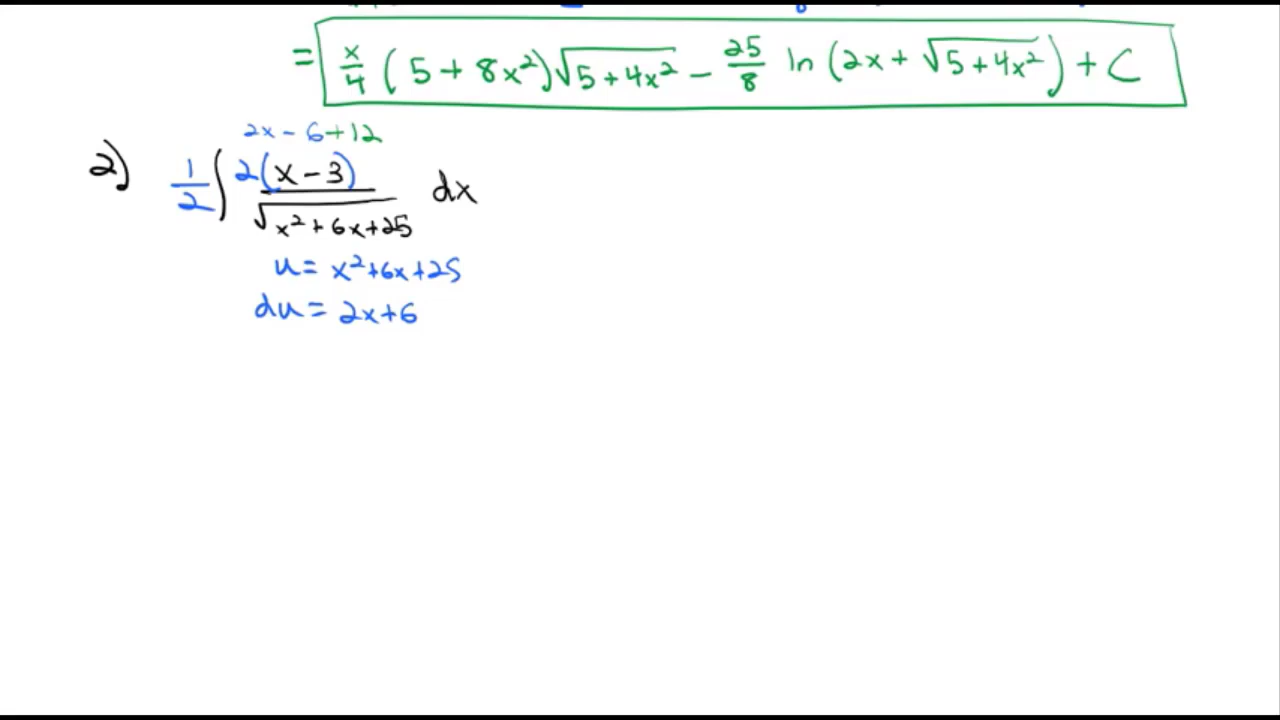 = x/4 (5 + 8x²)√5 + 4x² − 25/8 ln (2x + √5 + 4x²) + C
2x − 6 + 12
2) 1/2 ∫ 2(x − 3)/√x² + 6x + 25 dx
u = x² + 6x + 25
du = 2x + 6